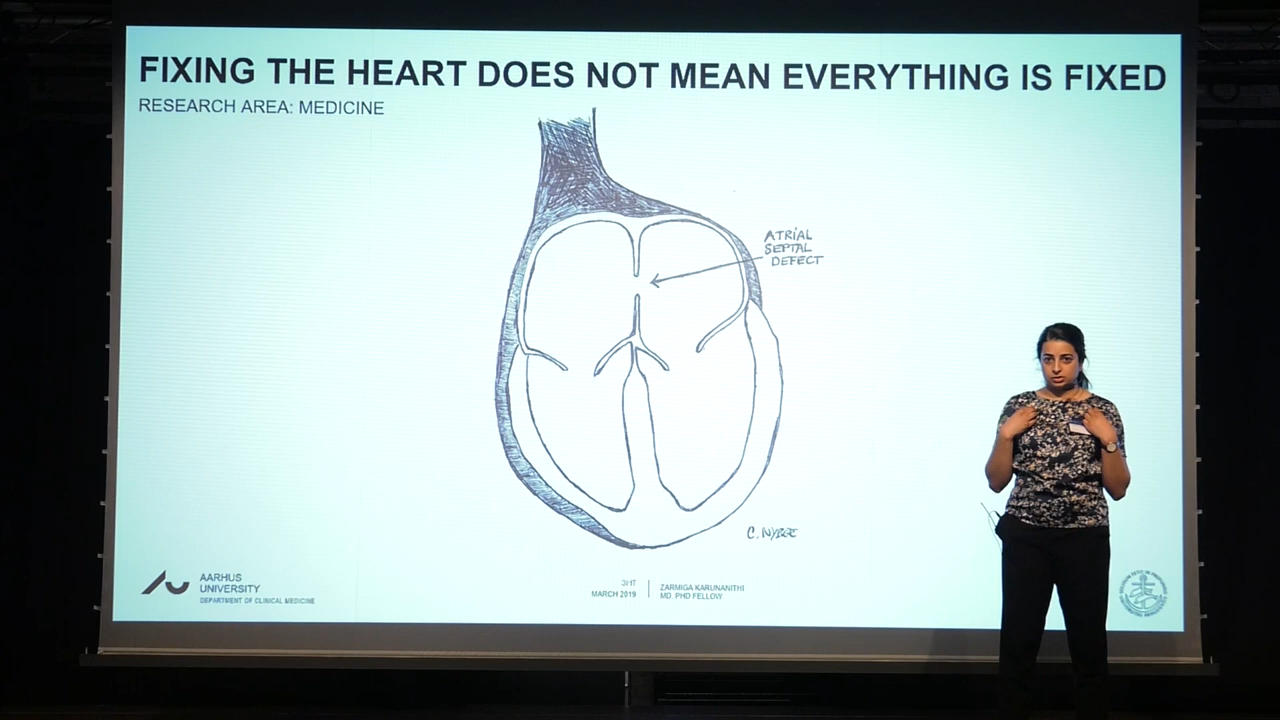 FIXING THE HEART DOES NOT MEAN EVERYTHING IS FIXED
RESEARCH AREA: MEDICINE
ATRIAL
SEPTAL
DEFECT
AARHUS
UNIVERSITY
DEPARTMENT OF CLINICAL MEDICINE
MARCH 2019
ZARMIGA KARUNANITHI
MD. PHD FELLOW